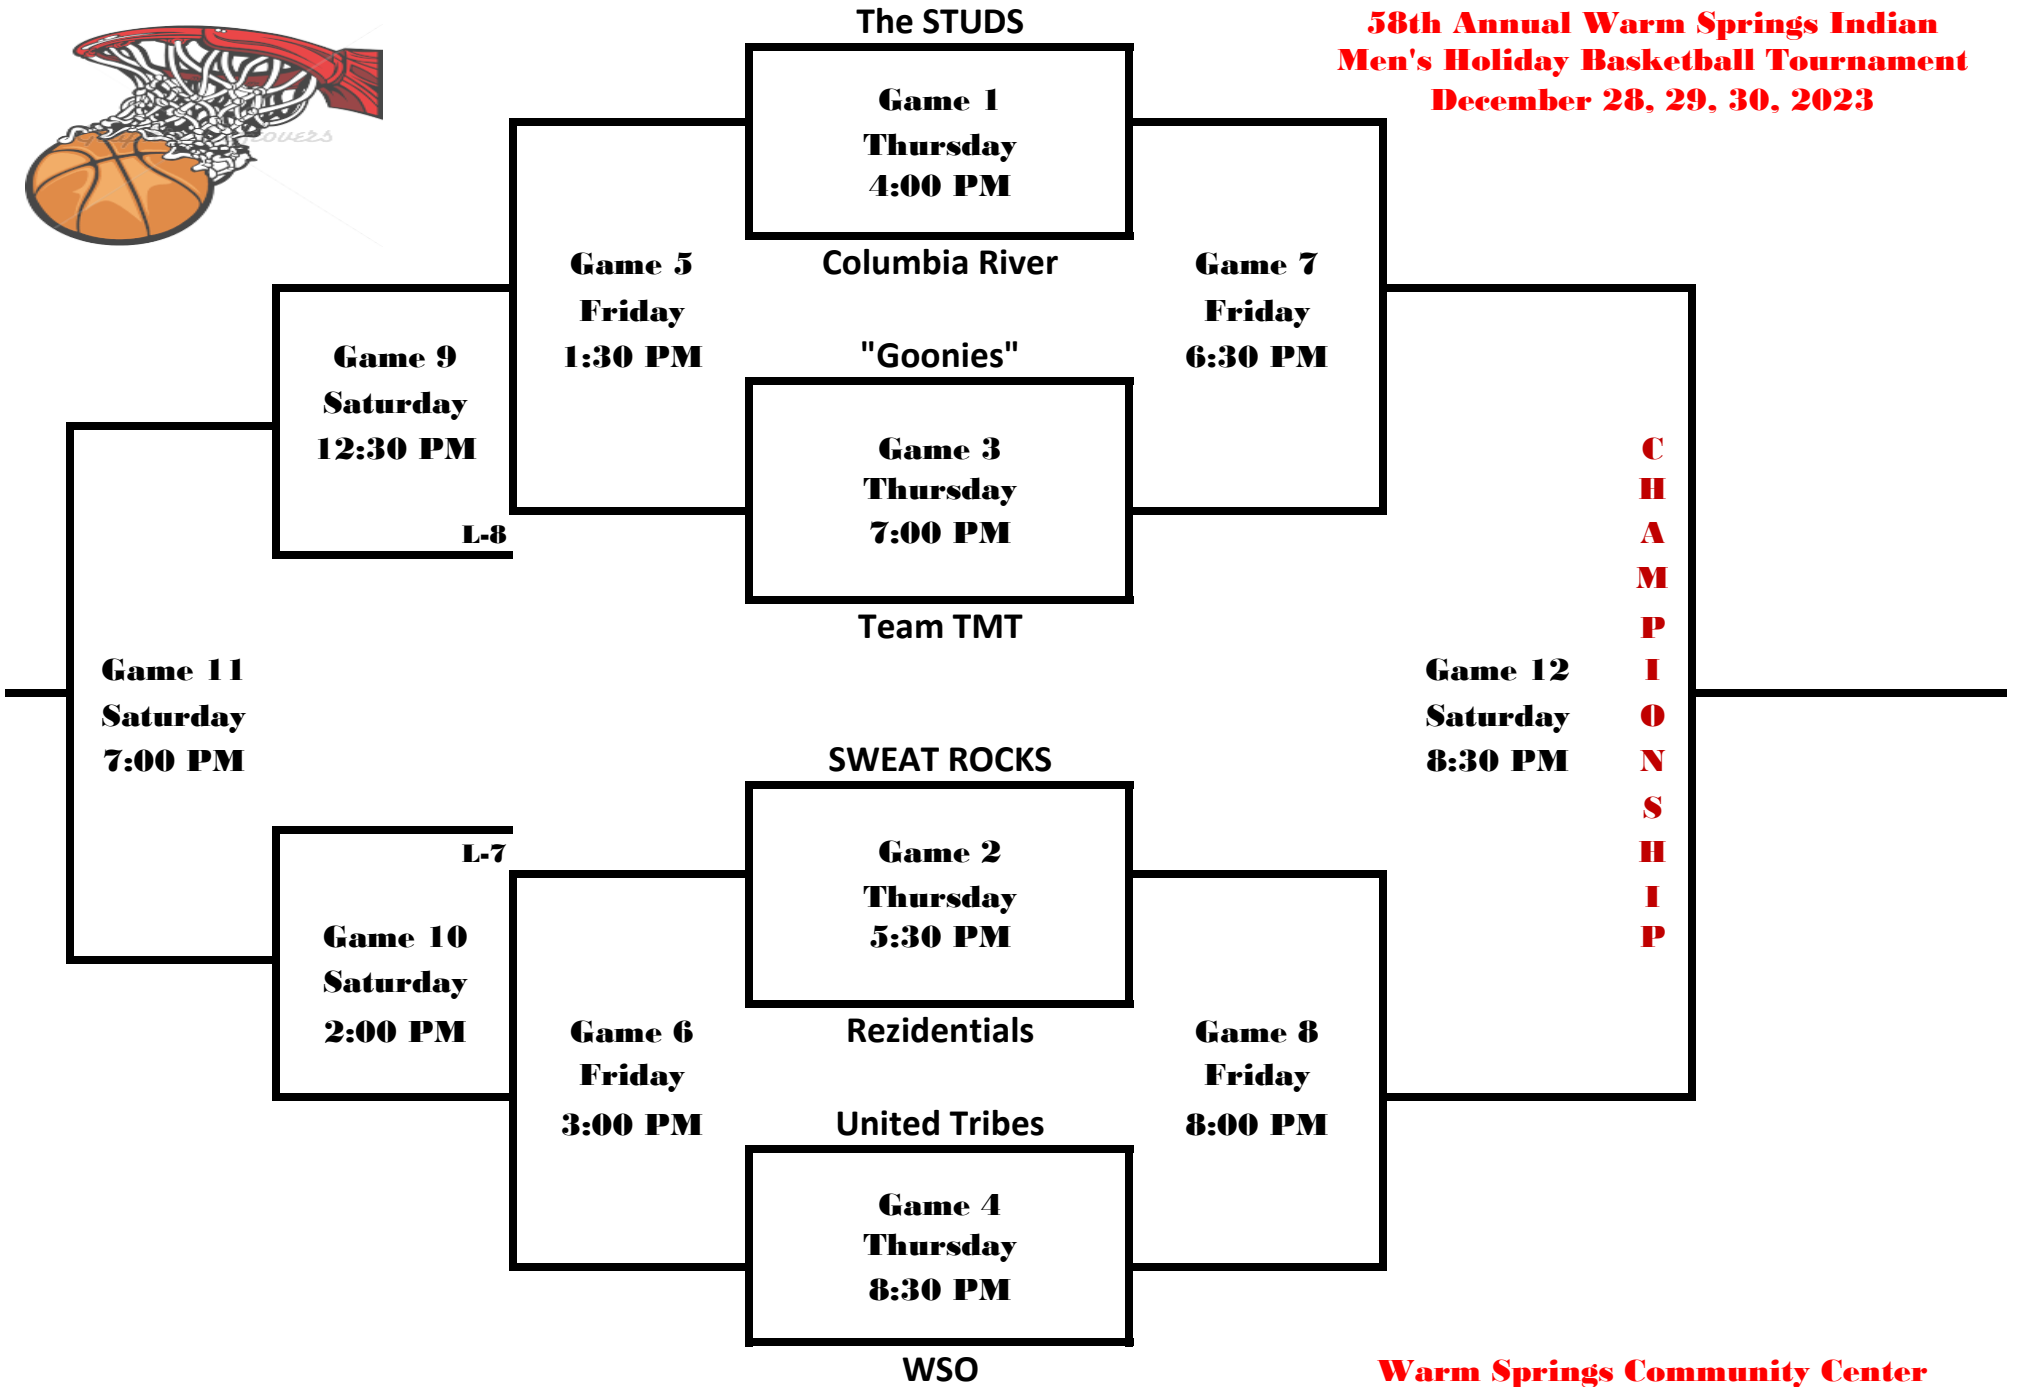 The STUDS
58th Annual Warm Springs Indian
Men's Holiday Basketball Tournament
December 28, 29, 30, 2023
Game 1
Thursday
4:00 PM
Columbia River
Game 5
Friday
1:30 PM
Game 7
Friday
6:30 PM
"Goonies"
Game 9
Saturday
12:30 PM
Game 3
Thursday
7:00 PM
L-8
Team TMT
Game 11
Saturday
7:00 PM
Game 12
Saturday
8:30 PM
C
H
A
M
P
I
O
N
S
H
I
P
SWEAT ROCKS
L-7
Game 2
Thursday
5:30 PM
Game 10
Saturday
2:00 PM
Rezidentials
Game 6
Friday
3:00 PM
Game 8
Friday
8:00 PM
United Tribes
Game 4
Thursday
8:30 PM
WSO
Warm Springs Community Center